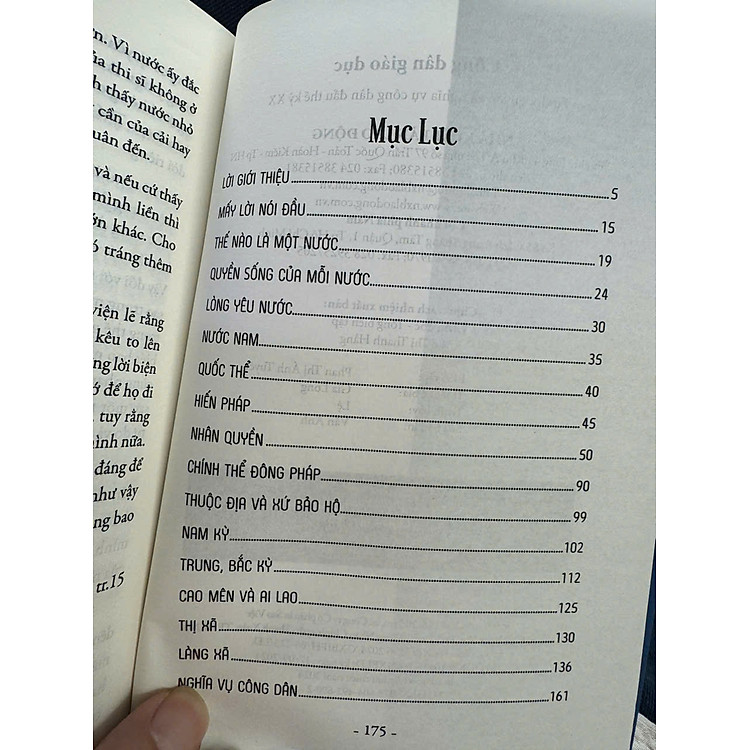 ơn. Vì nước ấy đắc
của thi sĩ không ở
h thấy nước nhỏ
cần của cải hay
uân đến.
và nếu cứ thấy
mình liền thì
ớn khác. Cho
ó tráng thêm
viện lẽ rằng
kêu to lên
ng lời biện
ớ để họ đi
tuy rằng
mình nữa.
đáng để
như vậy
ng bao
tr.15
Mục Lục
LỜI GIỚI THIỆU 5
MẤY LỜI NÓI ĐẦU 15
THẾ NÀO LÀ MỘT NƯỚC 19
QUYỀN SỐNG CỦA MỖI NƯỚC 24
LÒNG YÊU NƯỚC 30
NƯỚC NAM 35
QUỐC THỂ 40
HIẾN PHÁP 45
NHÂN QUYỀN 50
CHÍNH THỂ ĐÔNG PHÁP 90
THUỘC ĐỊA VÀ XỨ BẢO HỘ 99
NAM KỲ 102
TRUNG, BẮC KỲ 112
CAO MÊN VÀ AI LAO 125
THỊ XÃ 130
LÀNG XÃ 136
NGHĨA VỤ CÔNG DÂN 161
- 175 -